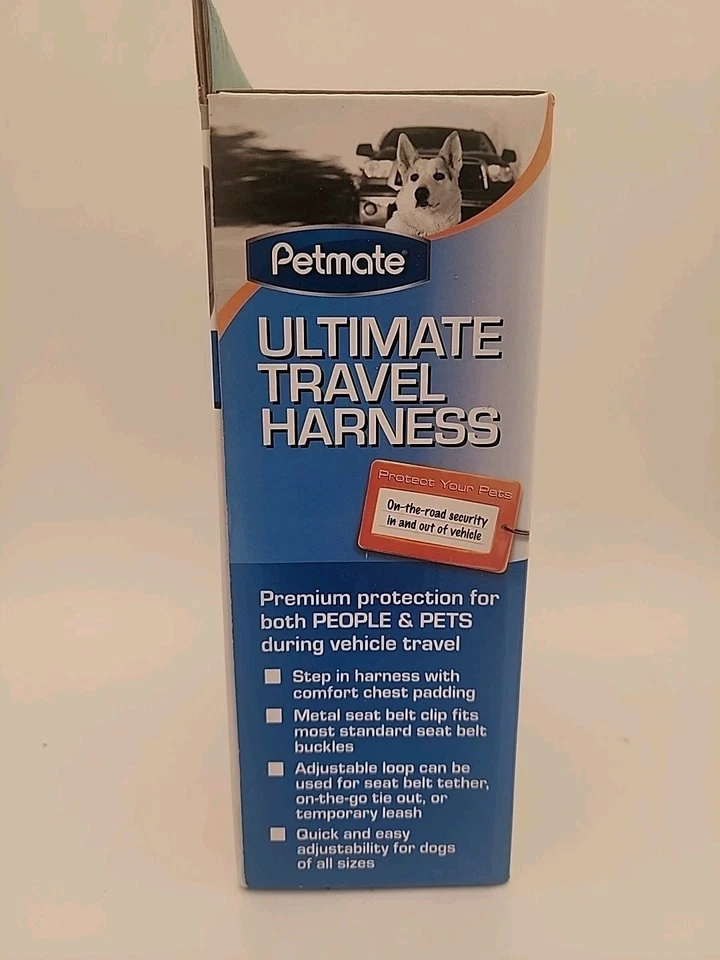 Petmate
ULTIMATE
TRAVEL
HARNESS
Protect Your Pets
On-the-road security
in and out of vehicle
Premium protection for
both PEOPLE & PETS
during vehicle travel
Step in harness with
comfort chest padding
Metal seat belt clip fits
most standard seat belt
buckles
Adjustable loop can be
used for seat belt tether,
on-the-go tie out, or
temporary leash
Quick and easy
adjustability for dogs
of all sizes